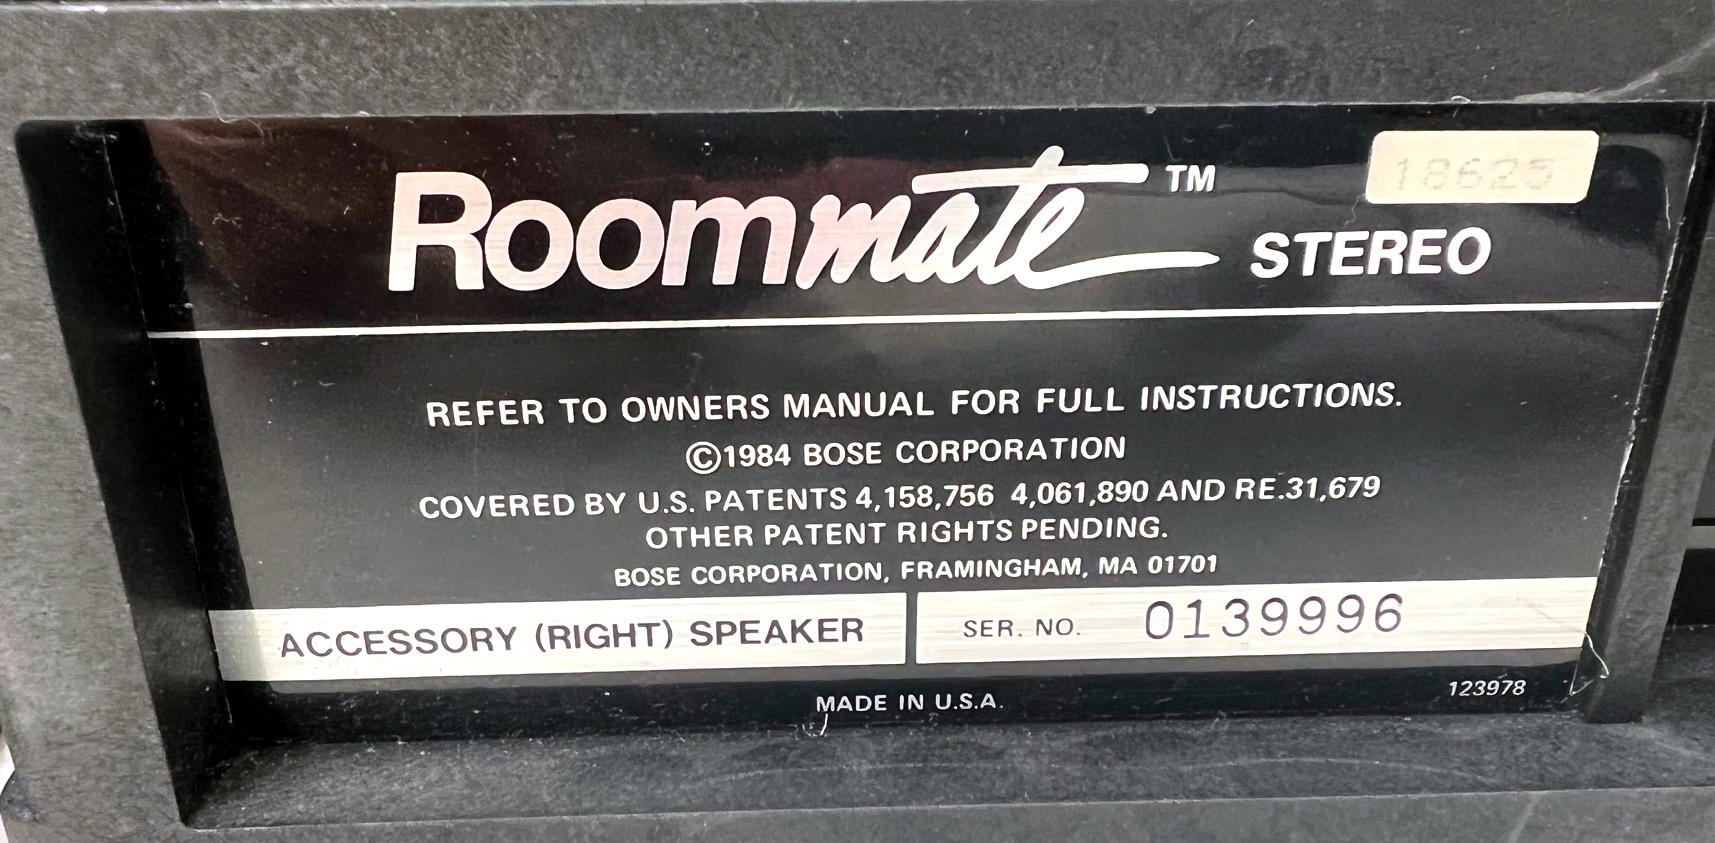 18625
Roommate™ STEREO
REFER TO OWNERS MANUAL FOR FULL INSTRUCTIONS.
©1984 BOSE CORPORATION
COVERED BY U.S. PATENTS 4,158,756 4,061,890 AND RE.31,679
OTHER PATENT RIGHTS PENDING.
BOSE CORPORATION, FRAMINGHAM, MA 01701
ACCESSORY (RIGHT) SPEAKER SER. NO. 0139996
MADE IN U.S.A. 123978